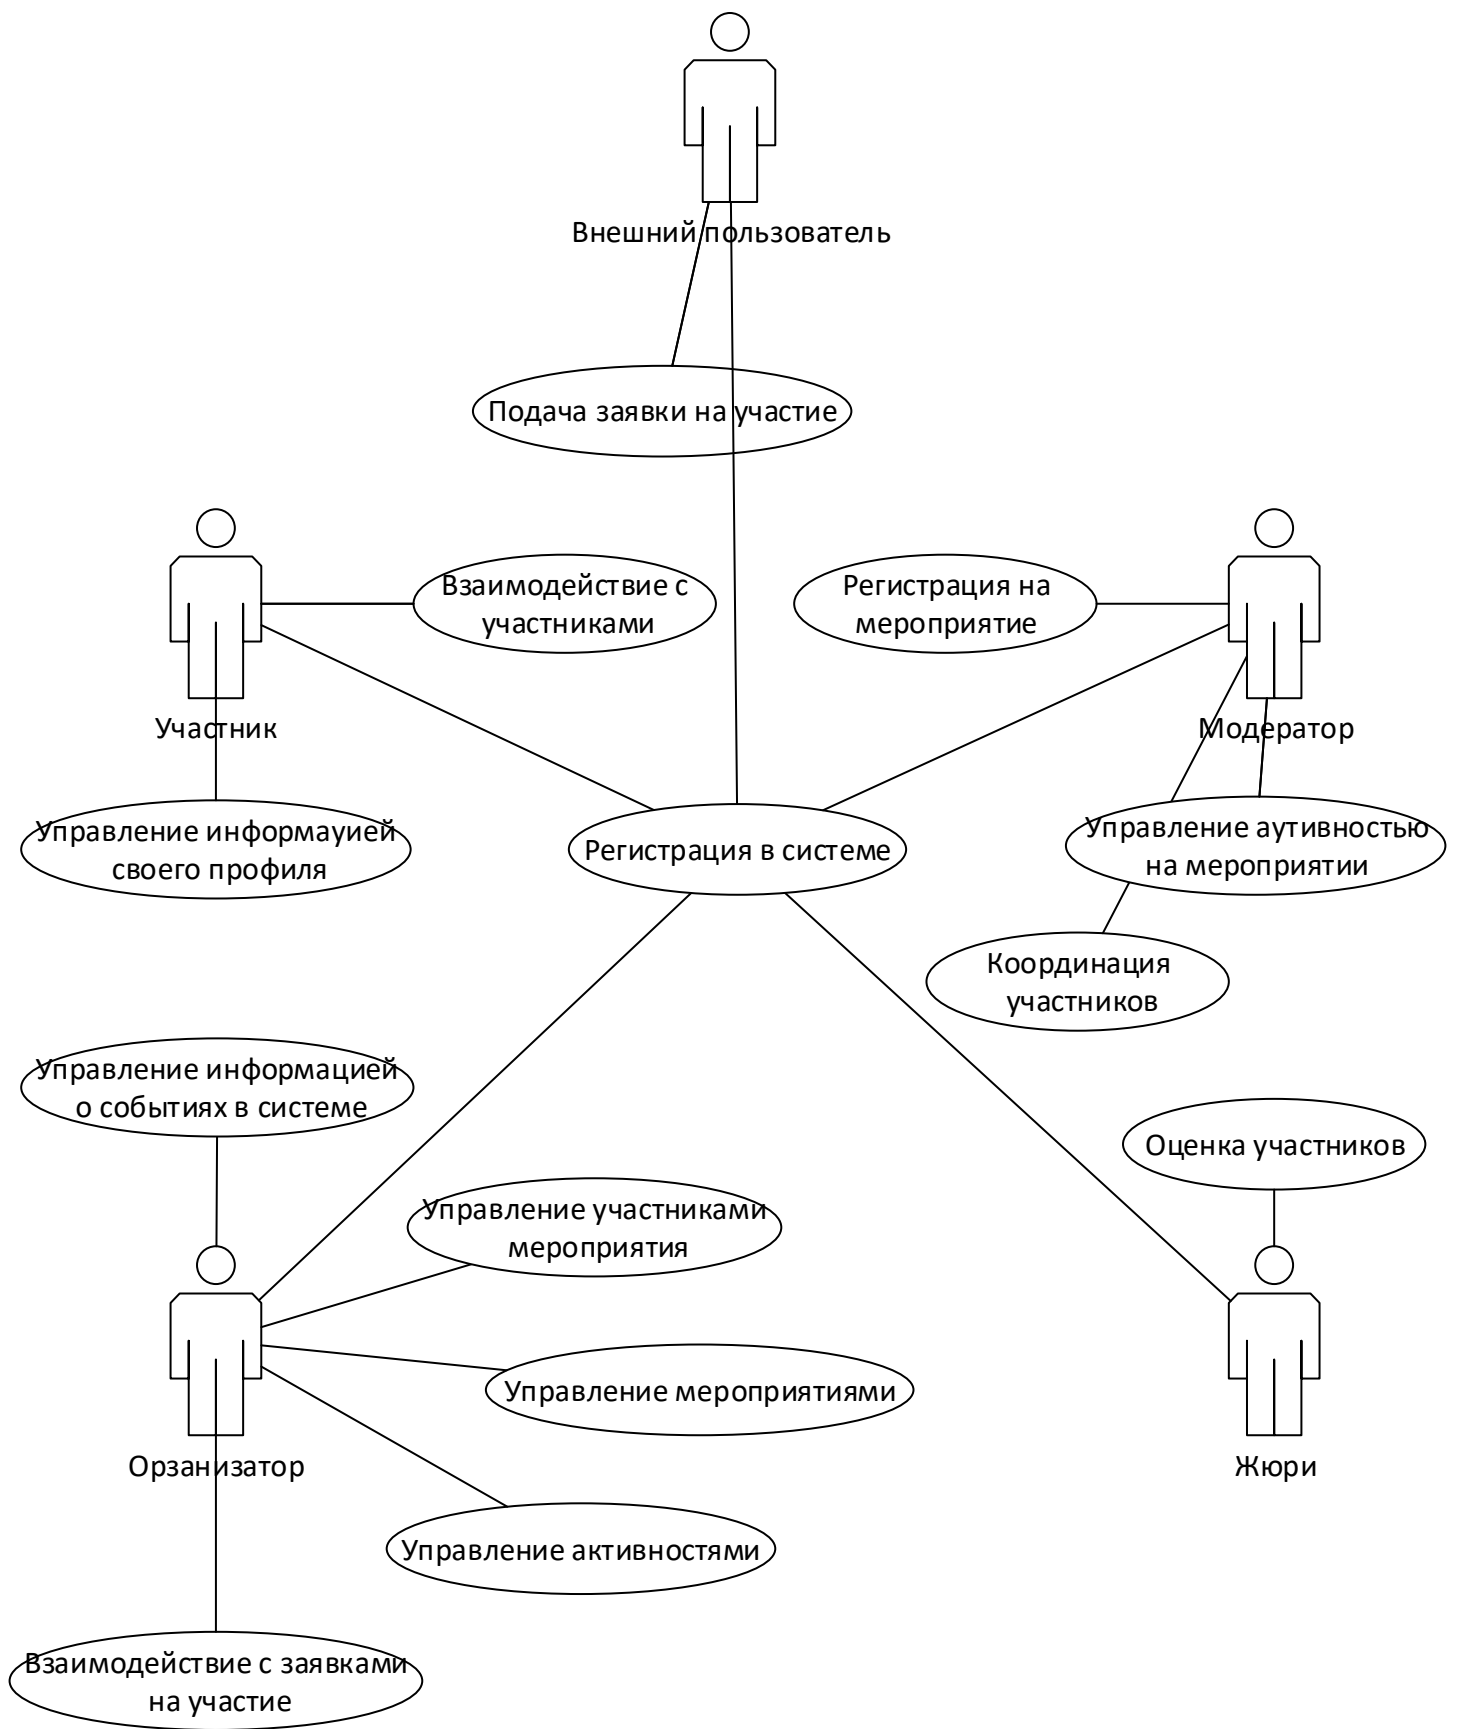 Внешний пользователь
Подача заявки на участие
Взаимодействие с
участниками
Регистрация на
мероприятие
Участник
Модератор
Управление информауией
своего профиля
Регистрация в системе
Управление аутивностью
на мероприятии
Координация
участников
Управление информацией
о событиях в системе
Оценка участников
Управление участниками
мероприятия
Управление мероприятиями
Орзанизатор
Жюри
Управление активностями
Взаимодействие с заявками
на участие